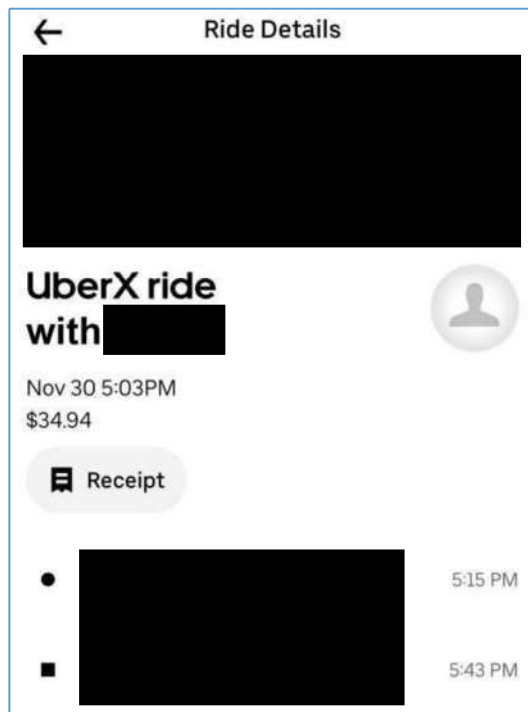 Ride Details
UberX ride
with
Nov 30 5:03PM
$34.94
Receipt
5:15 PM
5:43 PM